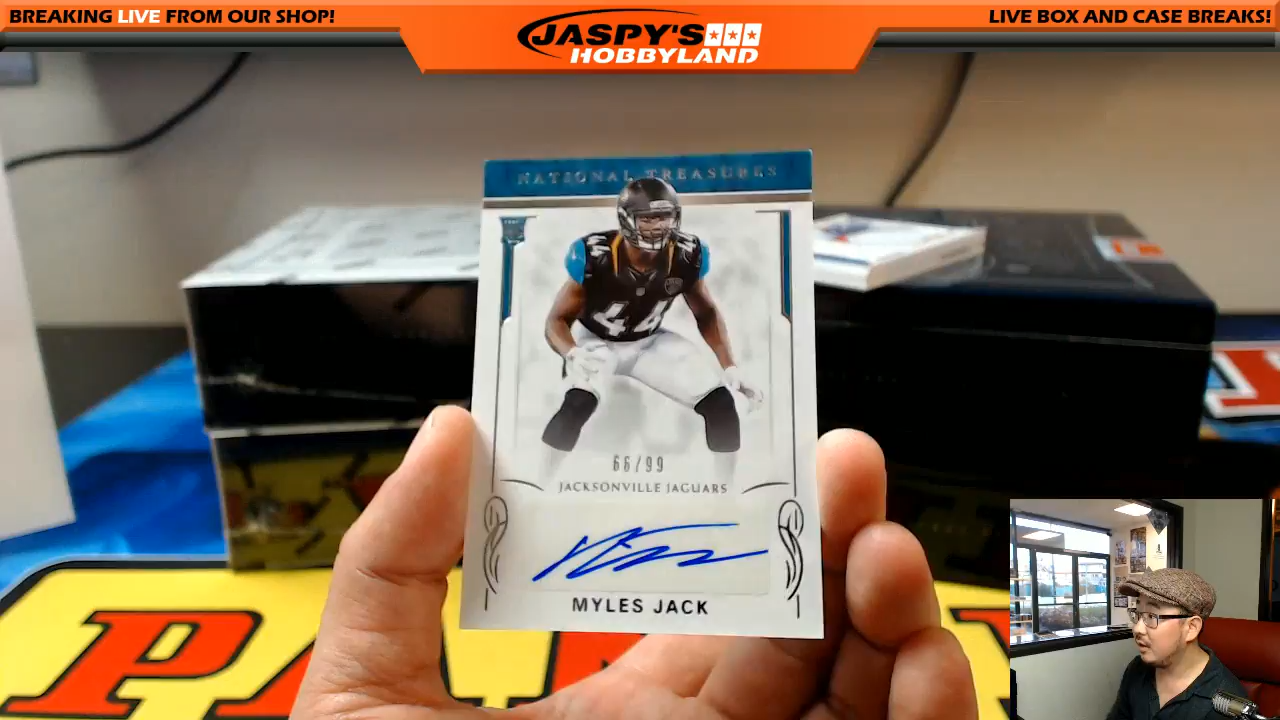 BREAKING LIVE FROM OUR SHOP!
JASPY'S
HOBBYLAND
LIVE BOX AND CASE BREAKS!
NATIONAL TREASURES
44
44
66/99
JACKSONVILLE JAGUARS
MYLES JACK